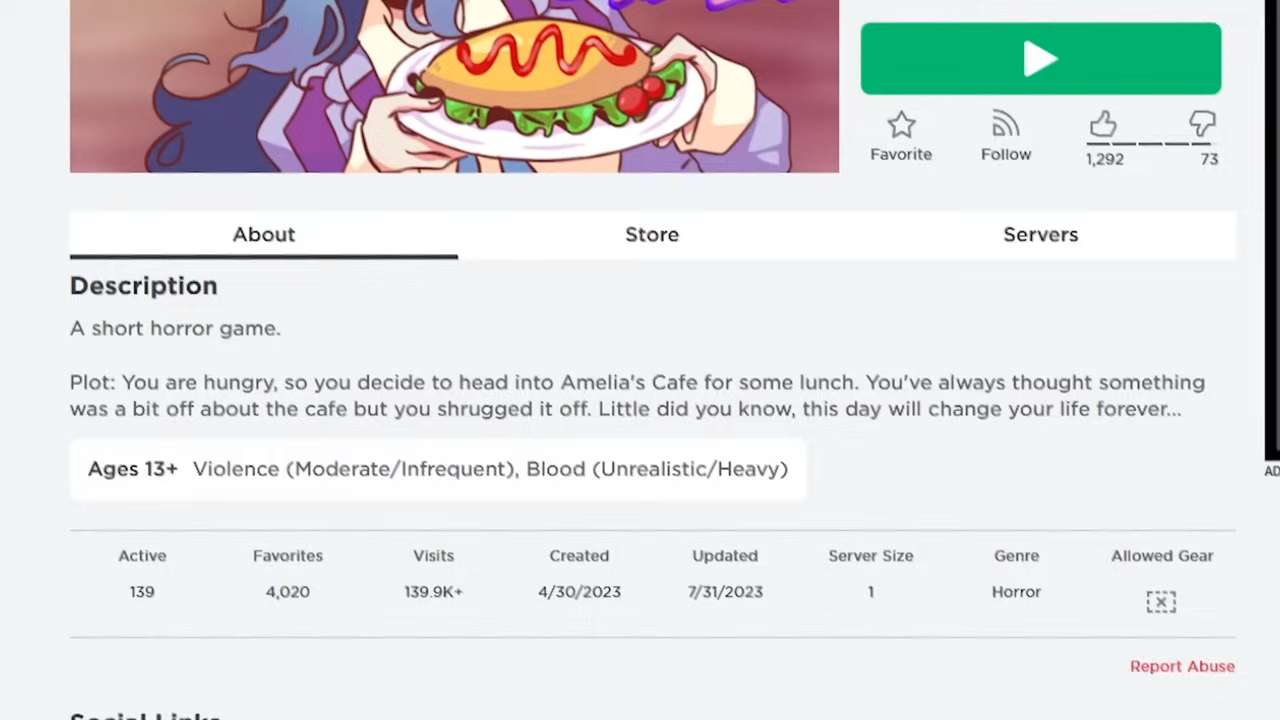 Favorite
Follow
1,292
73
About
Store
Servers
Description
A short horror game.
Plot: You are hungry, so you decide to head into Amelia's Cafe for some lunch. You've always thought something
was a bit off about the cafe but you shrugged it off. Little did you know, this day will change your life forever...
Ages 13+ Violence (Moderate/Infrequent), Blood (Unrealistic/Heavy)
Active Favorites Visits Created Updated Server Size Genre Allowed Gear
139 4,020 139.9K+ 4/30/2023 7/31/2023 1 Horror
AD
Report Abuse
Social Links